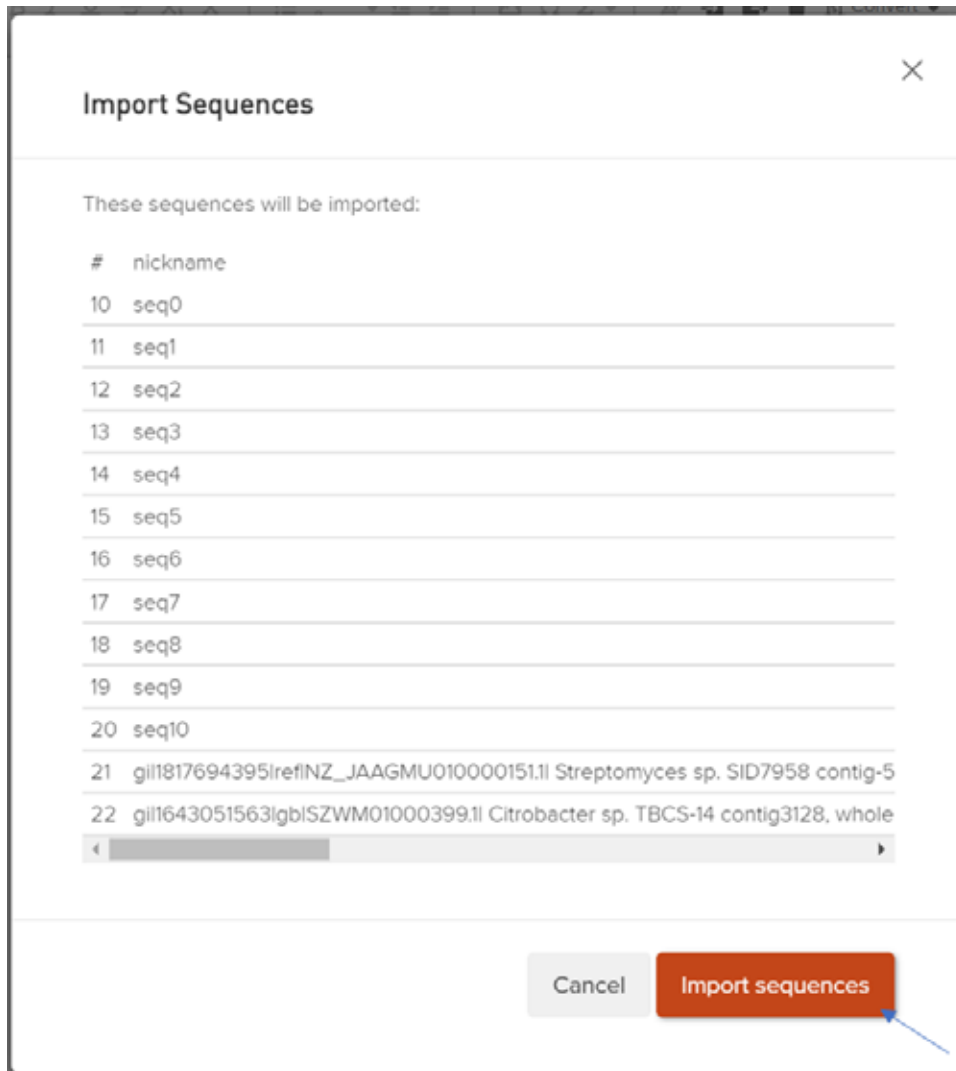 Convert
Import Sequences
These sequences will be imported:
# nickname
10 seq0
11 seq1
12 seq2
13 seq3
14 seq4
15 seq5
16 seq6
17 seq7
18 seq8
19 seq9
20 seq10
21 gi|1817694395|ref|NZ_JAAGMU010000151.1| Streptomyces sp. SID7958 contig-5
22 gi|1643051563|gb|SZWM01000399.1| Citrobacter sp. TBCS-14 contig3128, whole
Cancel Import sequences